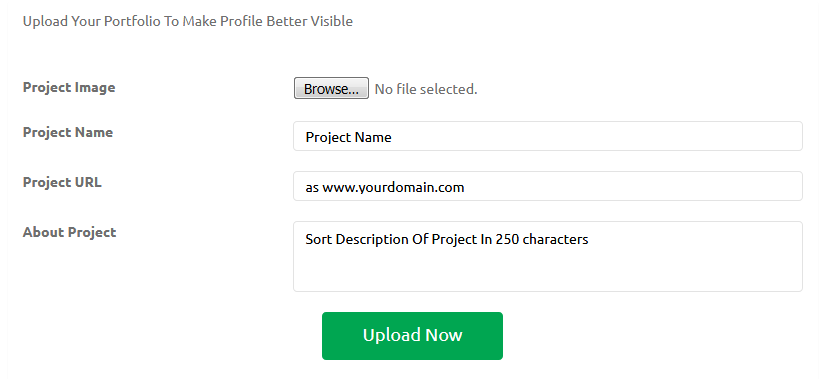 Upload Your Portfolio To Make Profile Better Visible
Project Image Browse... No file selected.
Project Name Project Name
Project URL as www.yourdomain.com
About Project Sort Description Of Project In 250 characters
Upload Now